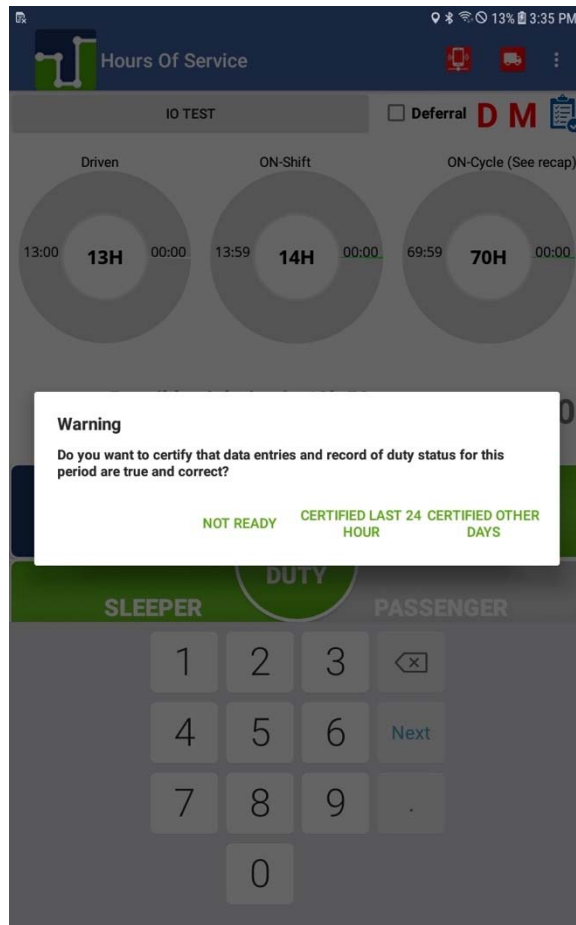 13% 3:35 PM
Hours Of Service
IO TEST
Deferral D M
Driven ON-Shift ON-Cycle (See recap)
13:00 13H 00:00 13:59 14H 00:00 69:59 70H 00:00
Warning
Do you want to certify that data entries and record of duty status for this
period are true and correct?
NOT READY
CERTIFIED LAST 24
HOUR
CERTIFIED OTHER
DAYS
DUTY
SLEEPER PASSENGER
1 2 3
4 5 6 Next
7 8 9 .
0